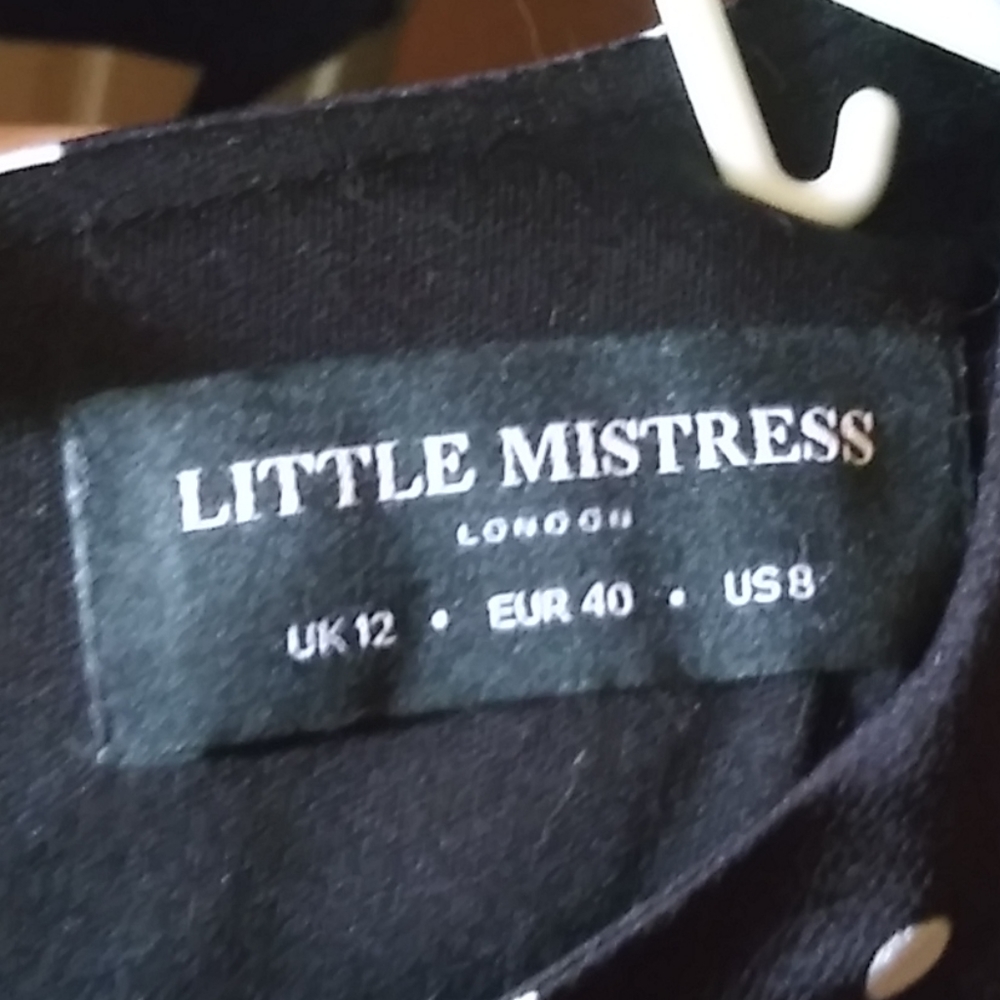 LITTLE MISTRESS
LONDON
UK 12 • EUR 40 • US 8